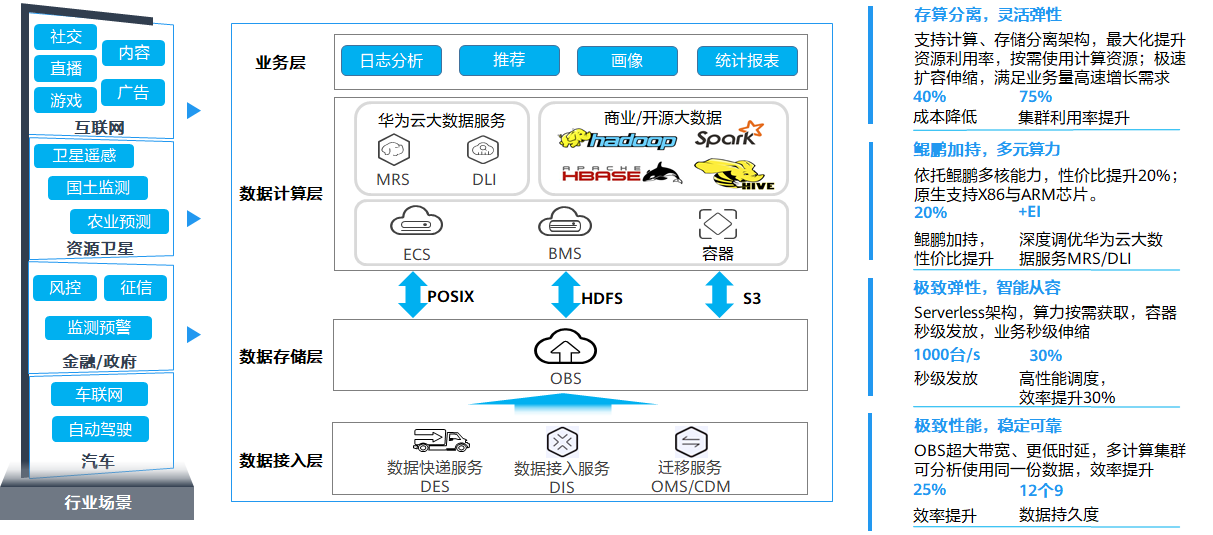 社交
内容
直播
广告
游戏
互联网
卫星遥感
国土监测
农业预测
资源卫星
风控
征信
监测预警
金融/政府
车联网
自动驾驶
汽车
行业场景
业务层
日志分析
推荐
画像
统计报表
数据计算层
华为云大数据服务
MRS
DLI
商业/开源大数据
hadoop
Spark
APACHE
HBASE
HIVE
ECS
BMS
容器
POSIX
HDFS
S3
数据存储层
OBS
数据接入层
数据快递服务
DES
数据接入服务
DIS
迁移服务
OMS/CDM
存算分离，灵活弹性
支持计算、存储分离架构，最大化提升
资源利用率，按需使用计算资源；极速
扩容伸缩，满足业务量高速增长需求
40%
75%
成本降低
集群利用率提升
鲲鹏加持，多元算力
依托鲲鹏多核能力，性价比提升20%；
原生支持X86与ARM芯片。
20%
+EI
鲲鹏加持，
性价比提升
深度调优华为云大数
据服务MRS/DLI
极致弹性，智能从容
Serverless架构，算力按需获取，容器
秒级发放，业务秒级伸缩
1000台/s
30%
秒级发放
高性能调度，
效率提升30%
极致性能，稳定可靠
OBS超大带宽、更低时延，多计算集群
可分析使用同一份数据，效率提升
25%
12个9
效率提升
数据持久度